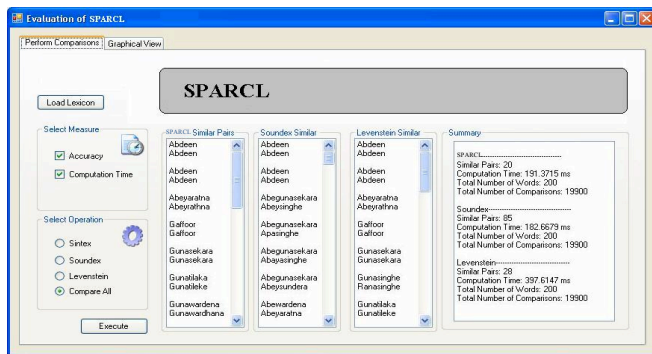 Evaluation of SPARCL
Perform Comparisons
Graphical View
Load Lexicon
SPARCL
Select Measure
Accuracy
Computation Time
Select Operation
Sintex
Soundex
Levenstein
Compare All
Execute
SPARCL Similar Pairs
Abdeen
Abdeen
Abdeen
Abdeen
Abeyaratna
Abeyrathna
Gaffoor
Gaffoor
Gunasekara
Gunasekara
Gunatilaka
Gunatileke
Gunawardena
Gunawardhana
Soundex Similar
Abdeen
Abdeen
Abdeen
Abdeen
Abegunasekara
Abeysinghe
Abegunasekara
Apasinghe
Abegunasekara
Abayasinghe
Abegunasekara
Abeysundera
Abewardena
Abeyaratna
Levenstein Similar
Abdeen
Abdeen
Abdeen
Abdeen
Abeyaratna
Abeyrathna
Gaffoor
Gaffoor
Gunasekara
Gunasekara
Gunasinghe
Ranasinghe
Gunatilaka
Gunatileke
Summary
SPARCL-----------------------------------
Similar Pairs: 20
Computation Time: 191.3715 ms
Total Number of Words: 200
Total Number of Comparisons: 19900
Soundex-----------------------------------
Similar Pairs: 85
Computation Time: 182.6679 ms
Total Number of Words: 200
Total Number of Comparisons: 19900
Levenstein--------------------------------
Similar Pairs: 28
Computation Time: 397.6147 ms
Total Number of Words: 200
Total Number of Comparisons: 19900